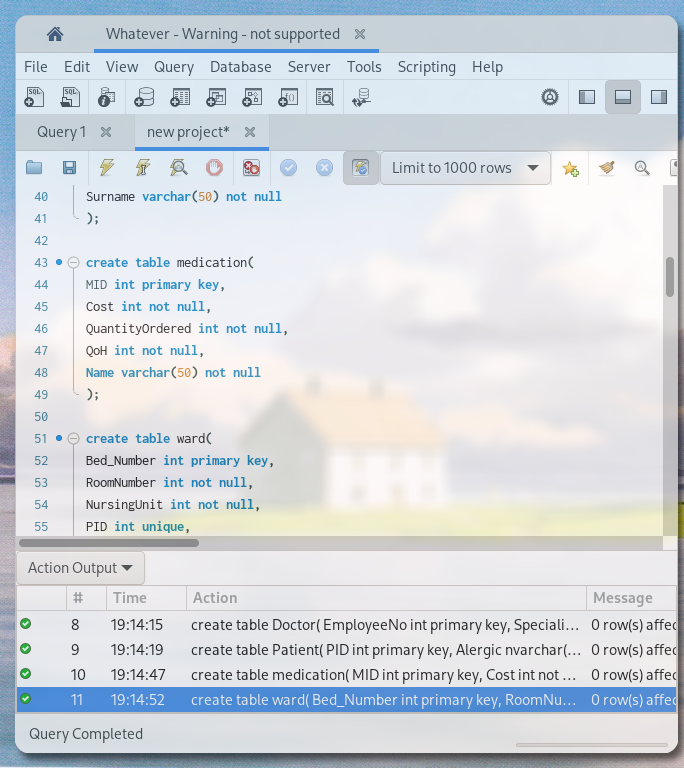 Whatever - Warning - not supported
File Edit View Query Database Server Tools Scripting Help
Query 1 new project*
Limit to 1000 rows
40 Surname varchar(50) not null
41 );
42
43 create table medication(
44 MID int primary key,
45 Cost int not null,
46 QuantityOrdered int not null,
47 QoH int not null,
48 Name varchar(50) not null
49 );
50
51 create table ward(
52 Bed_Number int primary key,
53 RoomNumber int not null,
54 NursingUnit int not null,
55 PID int unique,
Action Output
# Time Action Message
8 19:14:15 create table Doctor( EmployeeNo int primary key, Speciali... 0 row(s) affec
9 19:14:19 create table Patient( PID int primary key, Alergic nvarchar(... 0 row(s) affec
10 19:14:47 create table medication( MID int primary key, Cost int not ... 0 row(s) affec
11 19:14:52 create table ward( Bed_Number int primary key, RoomNu... 0 row(s) affec
Query Completed